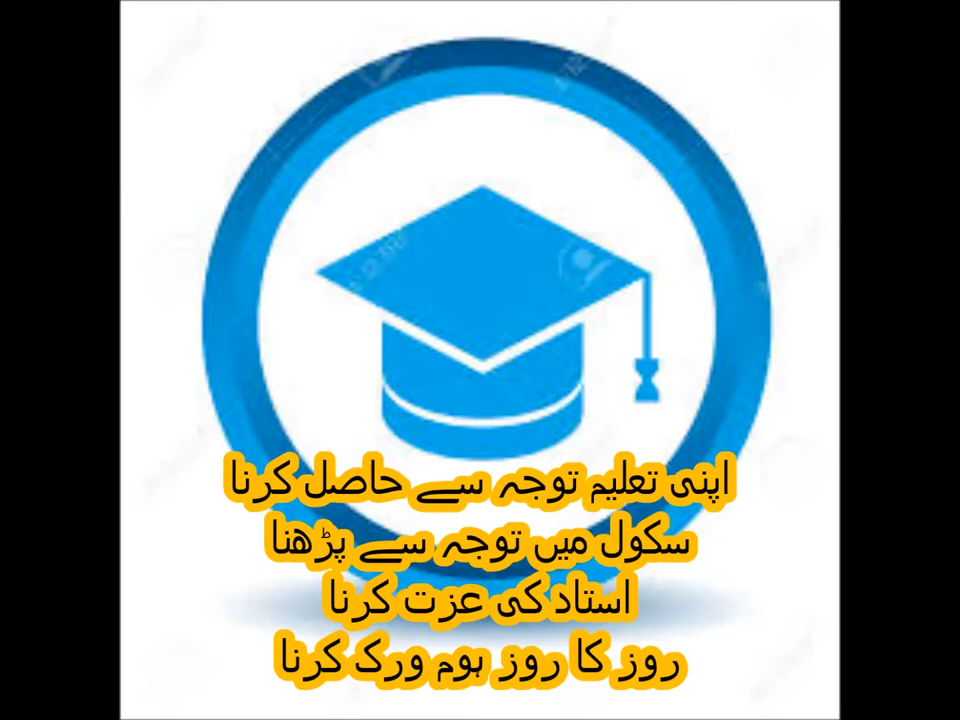 اپنی تعلیم توجہ سے حاصل کرنا
سکول میں توجہ سے پڑھنا
استاد کی عزت کرنا
روز کا روز ہوم ورک کرنا